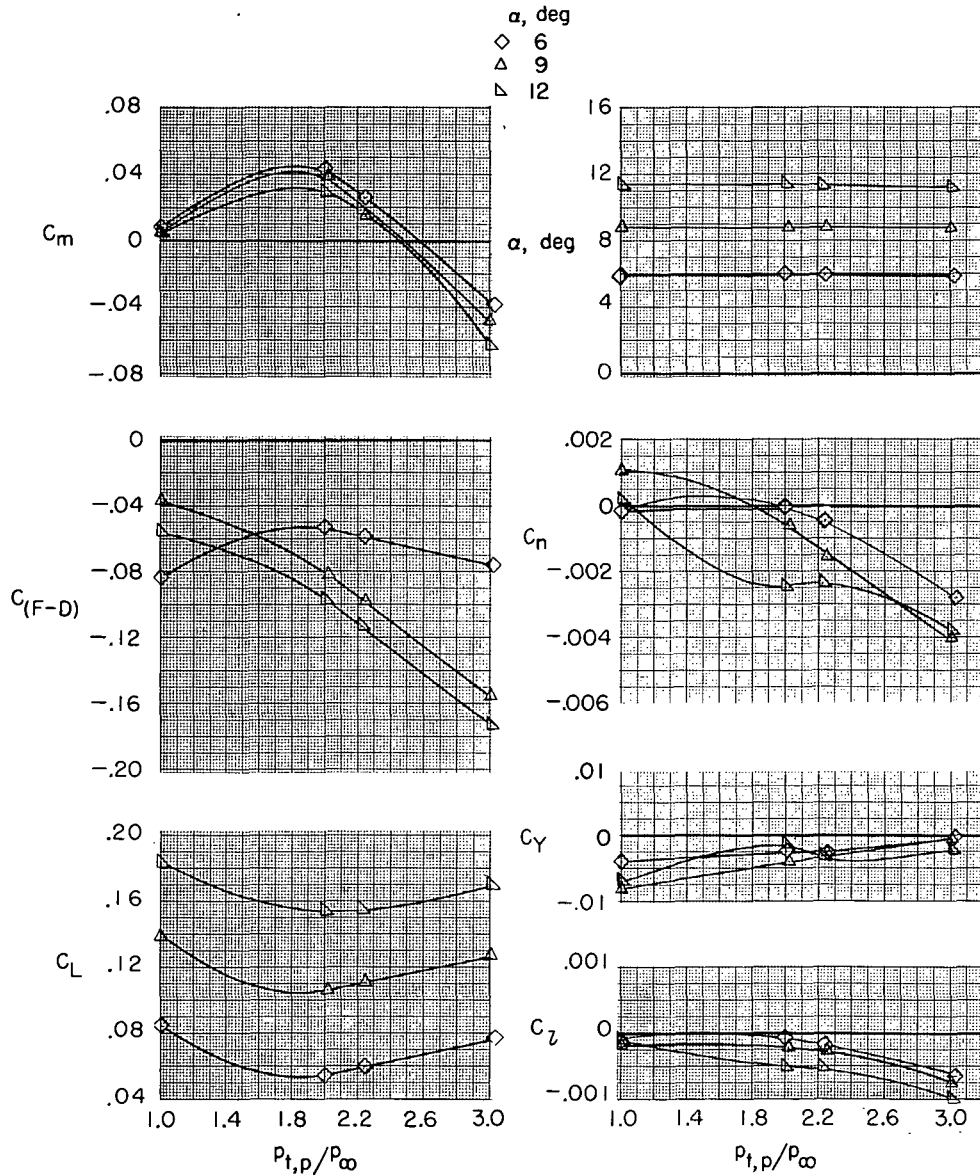 α, deg
6
9
12
.08
.04
0
-.04
-.08
C_m
16
12
8
4
0
α, deg
0
-.04
-.08
-.12
-.16
-.20
C_(F-D)
.002
0
-.002
-.004
-.006
C_n
.01
0
-.01
C_Y
.20
.16
.12
.08
.04
C_L
.001
0
-.001
C_l
1.0 1.4 1.8 2.2 2.6 3.0
p_t,p/p_∞
1.0 1.4 1.8 2.2 2.6 3.0
p_t,p/p_∞